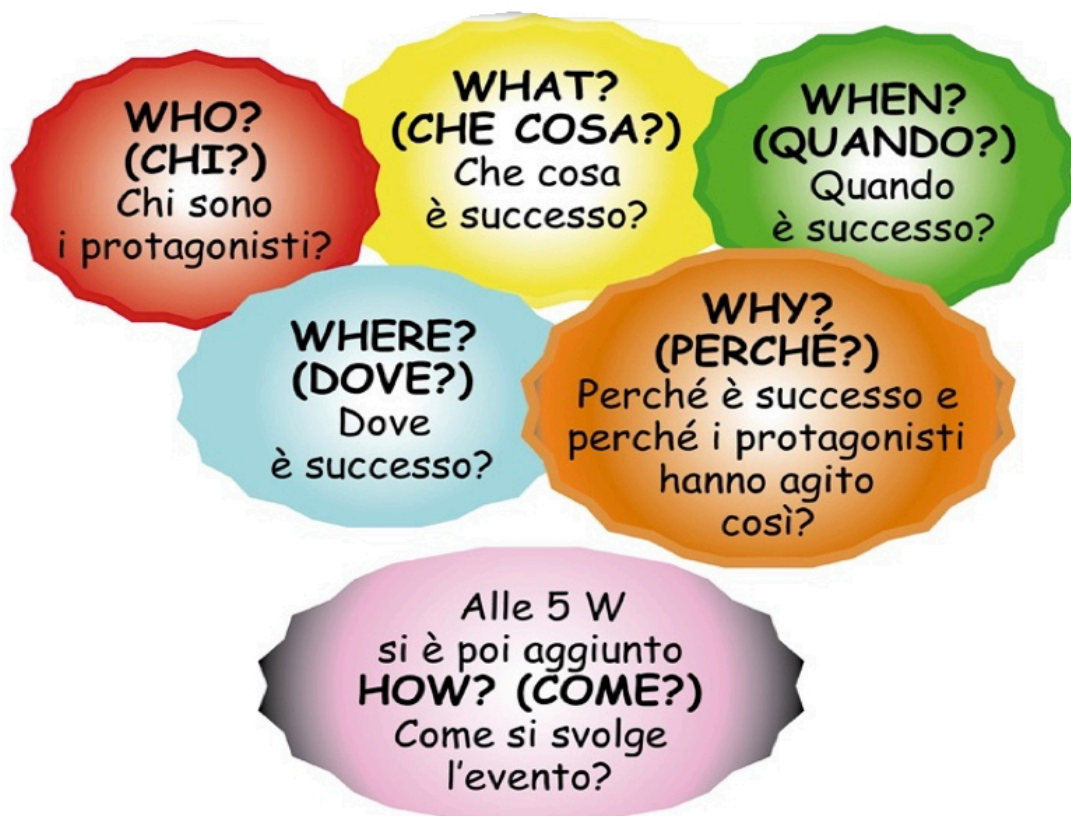 WHO?
(CHI?)
Chi sono
i protagonisti?
WHAT?
(CHE COSA?)
Che cosa
è successo?
WHEN?
(QUANDO?)
Quando
è successo?
WHERE?
(DOVE?)
Dove
è successo?
WHY?
(PERCHÉ?)
Perché è successo e
perché i protagonisti
hanno agito
così?
Alle 5 W
si è poi aggiunto
HOW? (COME?)
Come si svolge
l'evento?